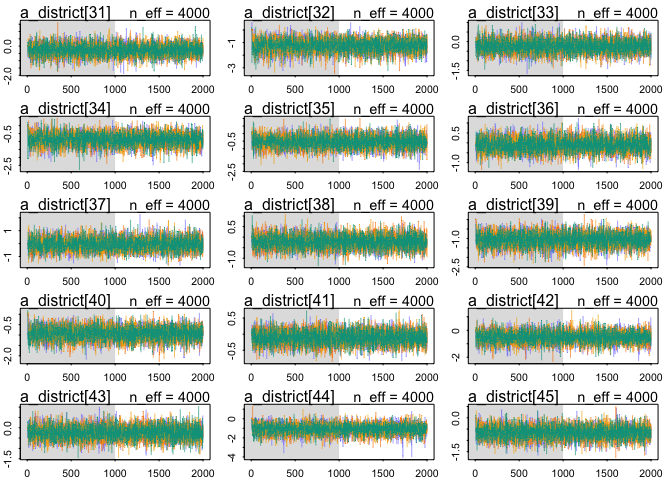 a_district[31] n_eff = 4000 a_district[32] n_eff = 4000 a_district[33] n_eff = 4000
0.0 -1 0.0
-2.0 -3 -1.5
0 500 1000 1500 2000 0 500 1000 1500 2000 0 500 1000 1500 2000
a_district[34] n_eff = 4000 a_district[35] n_eff = 4000 a_district[36] n_eff = 4000
-0.5 -0.5 0.5
-2.5 -2.5 -1.0
0 500 1000 1500 2000 0 500 1000 1500 2000 0 500 1000 1500 2000
a_district[37] n_eff = 4000 a_district[38] n_eff = 4000 a_district[39] n_eff = 4000
1 0.5 -1.0
-1 -1.0 -2.5
0 500 1000 1500 2000 0 500 1000 1500 2000 0 500 1000 1500 2000
a_district[40] n_eff = 4000 a_district[41] n_eff = 4000 a_district[42] n_eff = 4000
-0.5 0.5 0
-2.0 -0.5 -2
0 500 1000 1500 2000 0 500 1000 1500 2000 0 500 1000 1500 2000
a_district[43] n_eff = 4000 a_district[44] n_eff = 4000 a_district[45] n_eff = 4000
0.0 0 0.0
-1.5 -2 -1.5
-4
0 500 1000 1500 2000 0 500 1000 1500 2000 0 500 1000 1500 2000